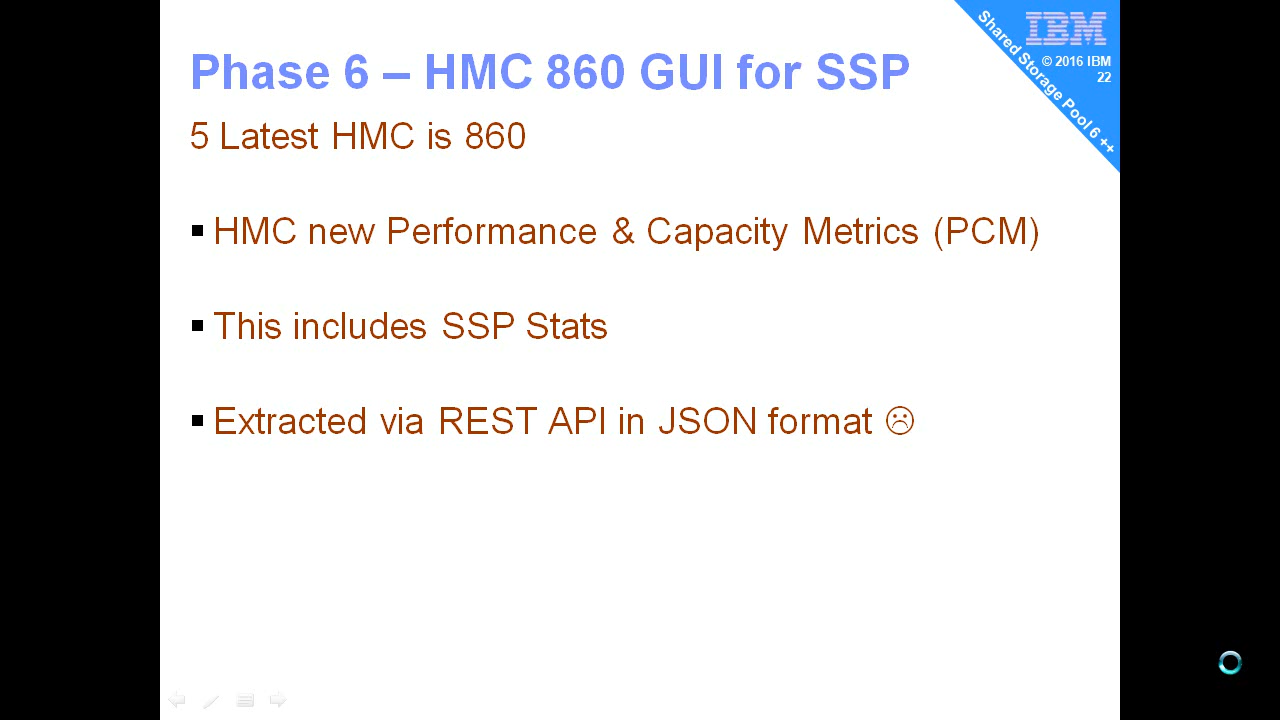 Phase 6 – HMC 860 GUI for SSP
IBM
© 2016 IBM
22
Shared Storage Pool 6 ++
5 Latest HMC is 860
▪ HMC new Performance & Capacity Metrics (PCM)
▪ This includes SSP Stats
▪ Extracted via REST API in JSON format ☹